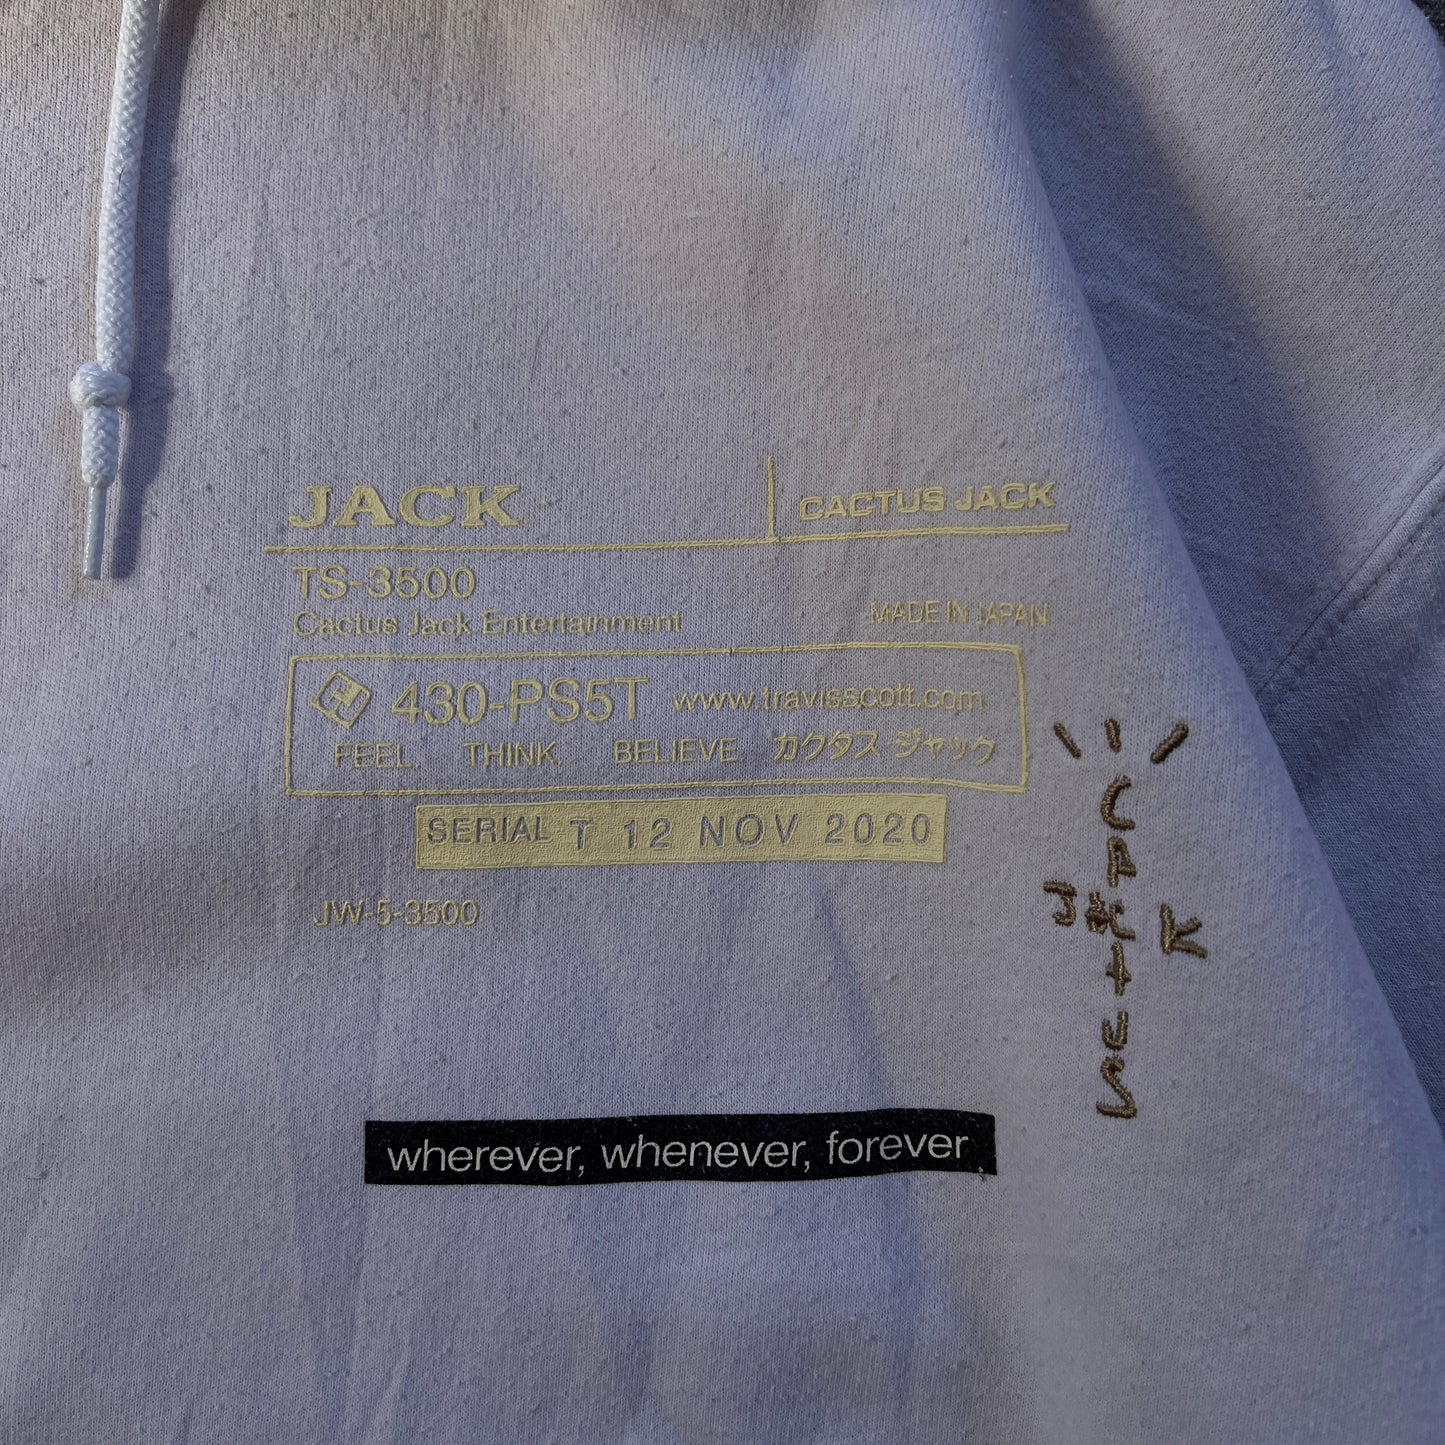 JACK
CACTUS JACK
TS-3500
Cactus Jack Entertainment
MADE IN JAPAN
430-PS5T www.travisscott.com
FEEL. THINK. BELIEVE. カクタス ジャック
SERIAL T 12 NOV 2020
JW-5-3500
CACTUS
JACK
wherever, whenever, forever